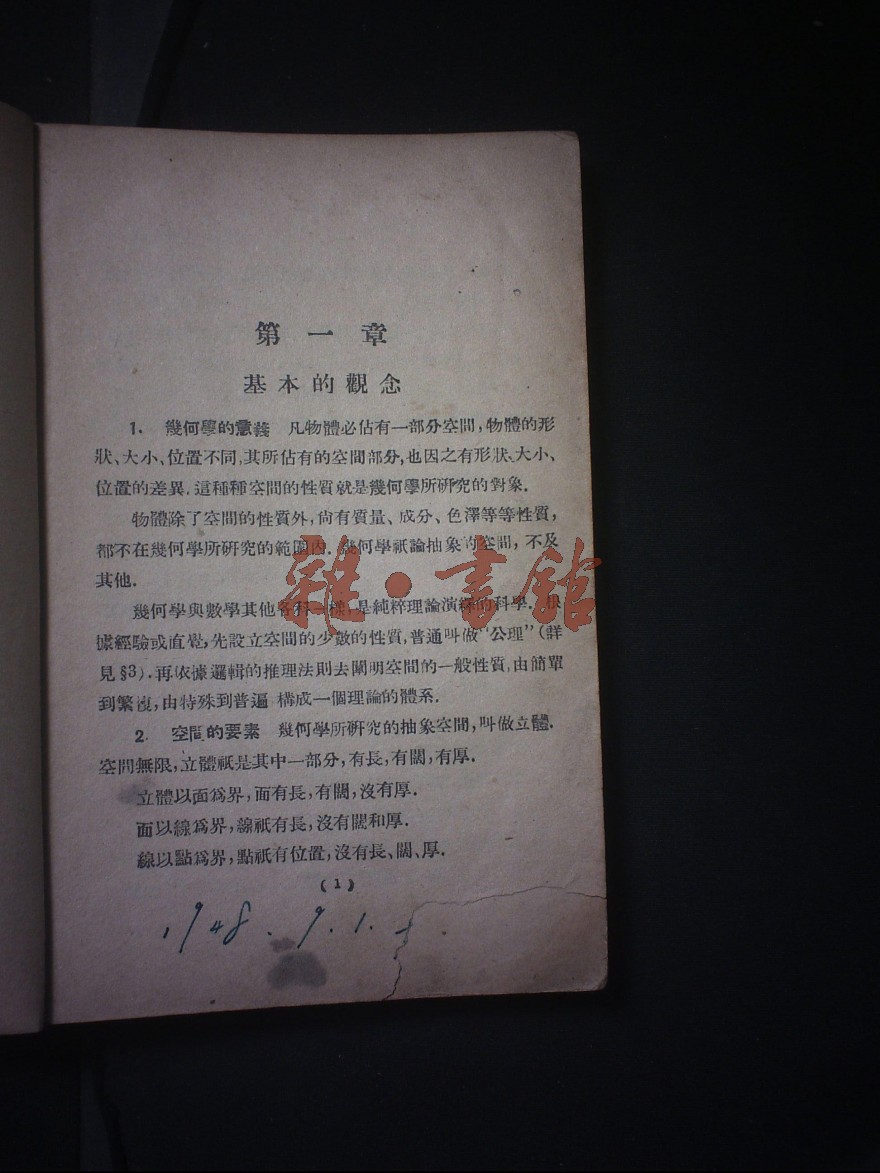 第一章
基本的觀念
1. 幾何學的意義 凡物體必佔有一部分空間,物體的形
狀、大小、位置不同,其所佔有的空間部分,也因之有形狀、大小、
位置的差異.這種種空間的性質就是幾何學所研究的對象.
物體除了空間的性質外,尙有質量、成分、色澤等等性質,
都不在幾何學所研究的範圍內.幾何學祇論抽象的空間,不及
其他.
幾何學與數學其他各科一樣,是純粹理論演繹的科學.根
據經驗或直覺,先設立空間的少數的性質,普通叫做“公理”(詳
見§3).再依據邏輯的推理法則去闡明空間的一般性質,由簡單
到繁複,由特殊到普遍 構成一個理論的體系.
2. 空間的要素 幾何學所研究的抽象空間,叫做立體.
空間無限,立體祇是其中一部分,有長,有闊,有厚.
立體以面爲界,面有長,有闊,沒有厚.
面以線爲界,線祇有長,沒有闊和厚.
線以點爲界,點祇有位置,沒有長、闊、厚.
(1)
1948.9.1.
雜·書館